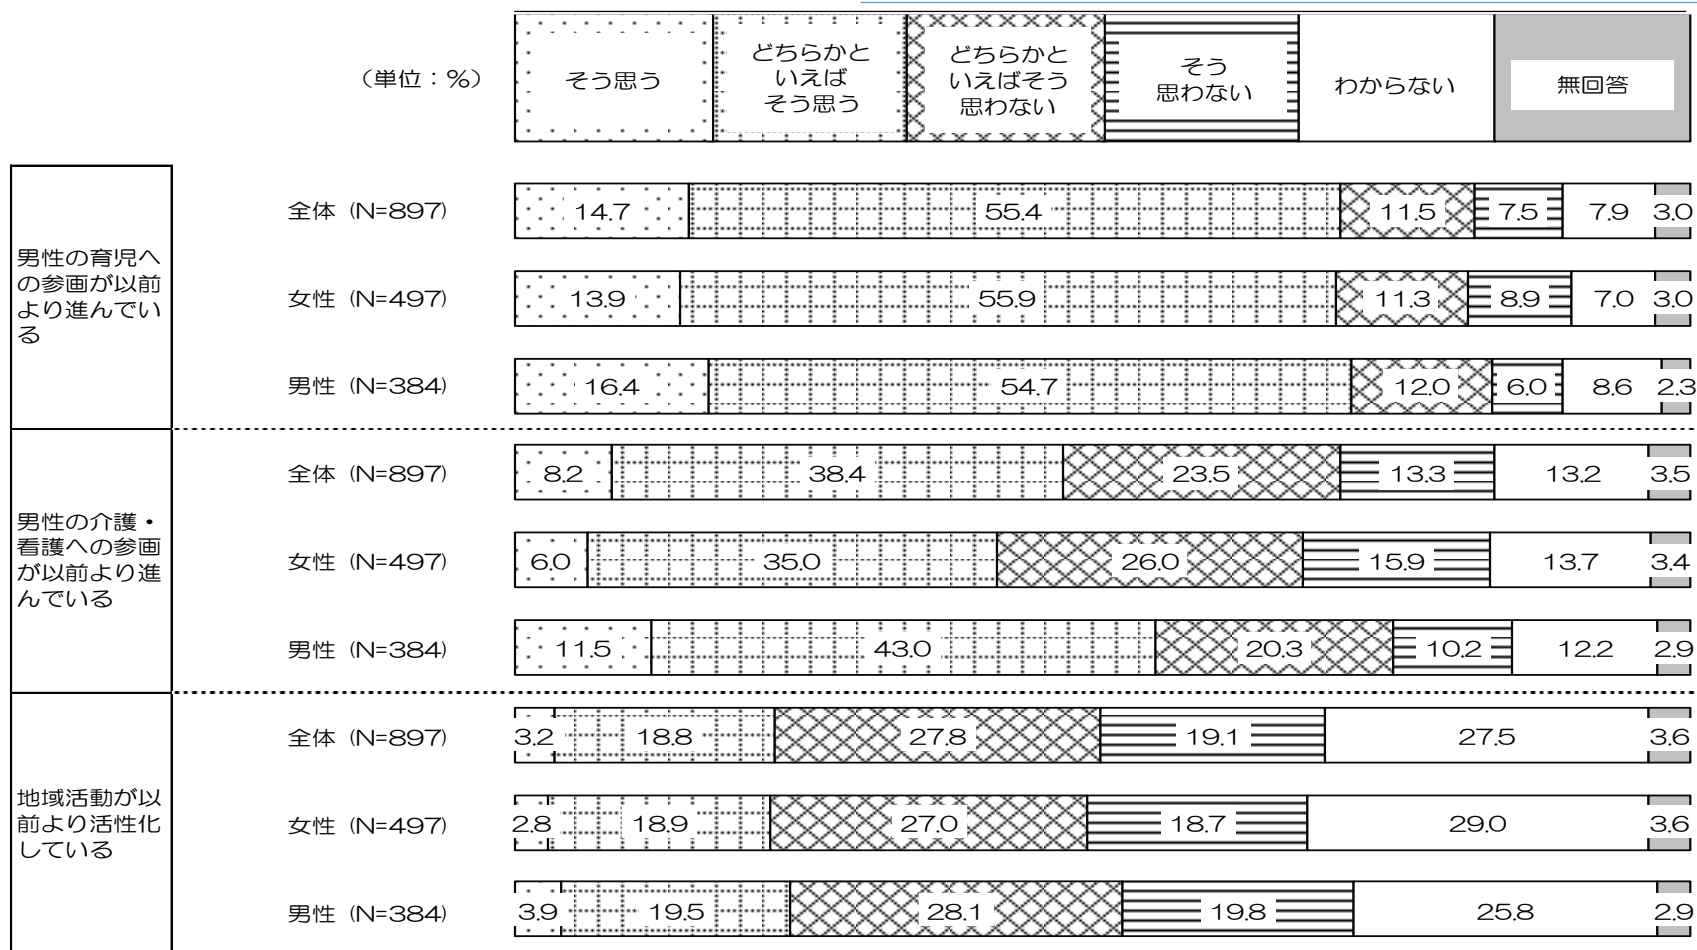 （単位：%）
そう思う
どちらかと
いえば
そう思う
どちらかと
いえばそう
思わない
そう
思わない
わからない
無回答
男性の育児へ
の参画が以前
より進んでい
る
全体 (N=897)
14.7 55.4 11.5 7.5 7.9 3.0
女性 (N=497)
13.9 55.9 11.3 8.9 7.0 3.0
男性 (N=384)
16.4 54.7 12.0 6.0 8.6 2.3
男性の介護・
看護への参画
が以前より進
んでいる
全体 (N=897)
8.2 38.4 23.5 13.3 13.2 3.5
女性 (N=497)
6.0 35.0 26.0 15.9 13.7 3.4
男性 (N=384)
11.5 43.0 20.3 10.2 12.2 2.9
地域活動が以
前より活性化
している
全体 (N=897)
3.2 18.8 27.8 19.1 27.5 3.6
女性 (N=497)
2.8 18.9 27.0 18.7 29.0 3.6
男性 (N=384)
3.9 19.5 28.1 19.8 25.8 2.9